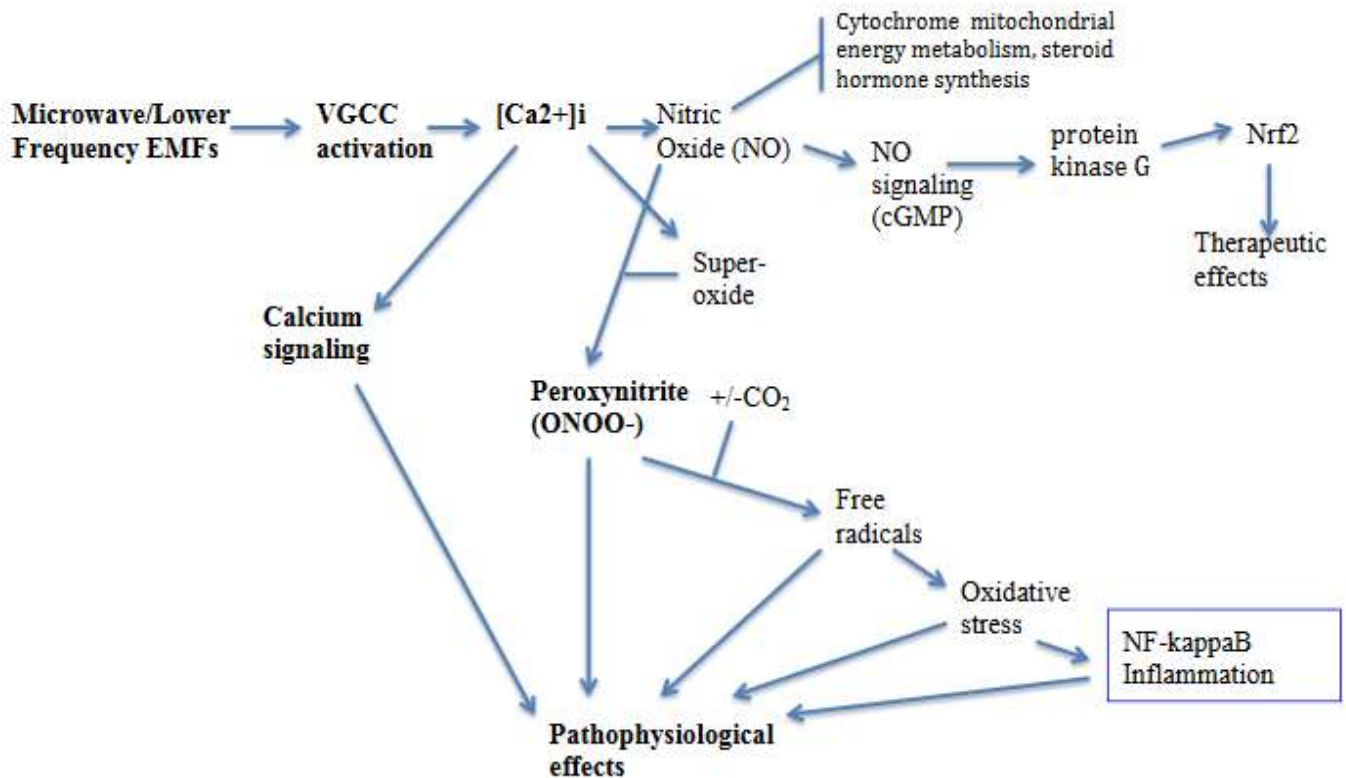 Cytochrome mitochondrial
energy metabolism, steroid
hormone synthesis
Microwave/Lower
Frequency EMFs
VGCC
activation
[Ca2+]i
Nitric
Oxide (NO)
NO
signaling
(cGMP)
protein
kinase G
Nrf2
Therapeutic
effects
Super-
oxide
Calcium
signaling
Peroxynitrite
(ONOO-)
+/-CO₂
Free
radicals
Oxidative
stress
NF-kappaB
Inflammation
Pathophysiological
effects